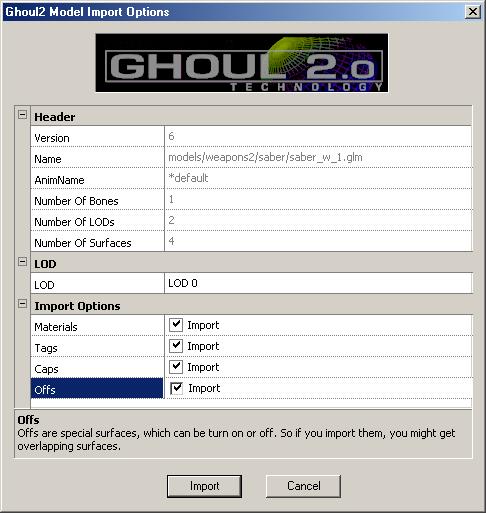 Ghoul2 Model Import Options
GHOUL 2.0
TECHNOLOGY
Header
Version 6
Name models/weapons2/saber/saber_w_1.glm
AnimName *default
Number Of Bones 1
Number Of LODs 2
Number Of Surfaces 4
LOD
LOD LOD 0
Import Options
Materials Import
Tags Import
Caps Import
Offs Import
Offs
Offs are special surfaces, which can be turn on or off. So if you import them, you might get
overlapping surfaces.
Import Cancel